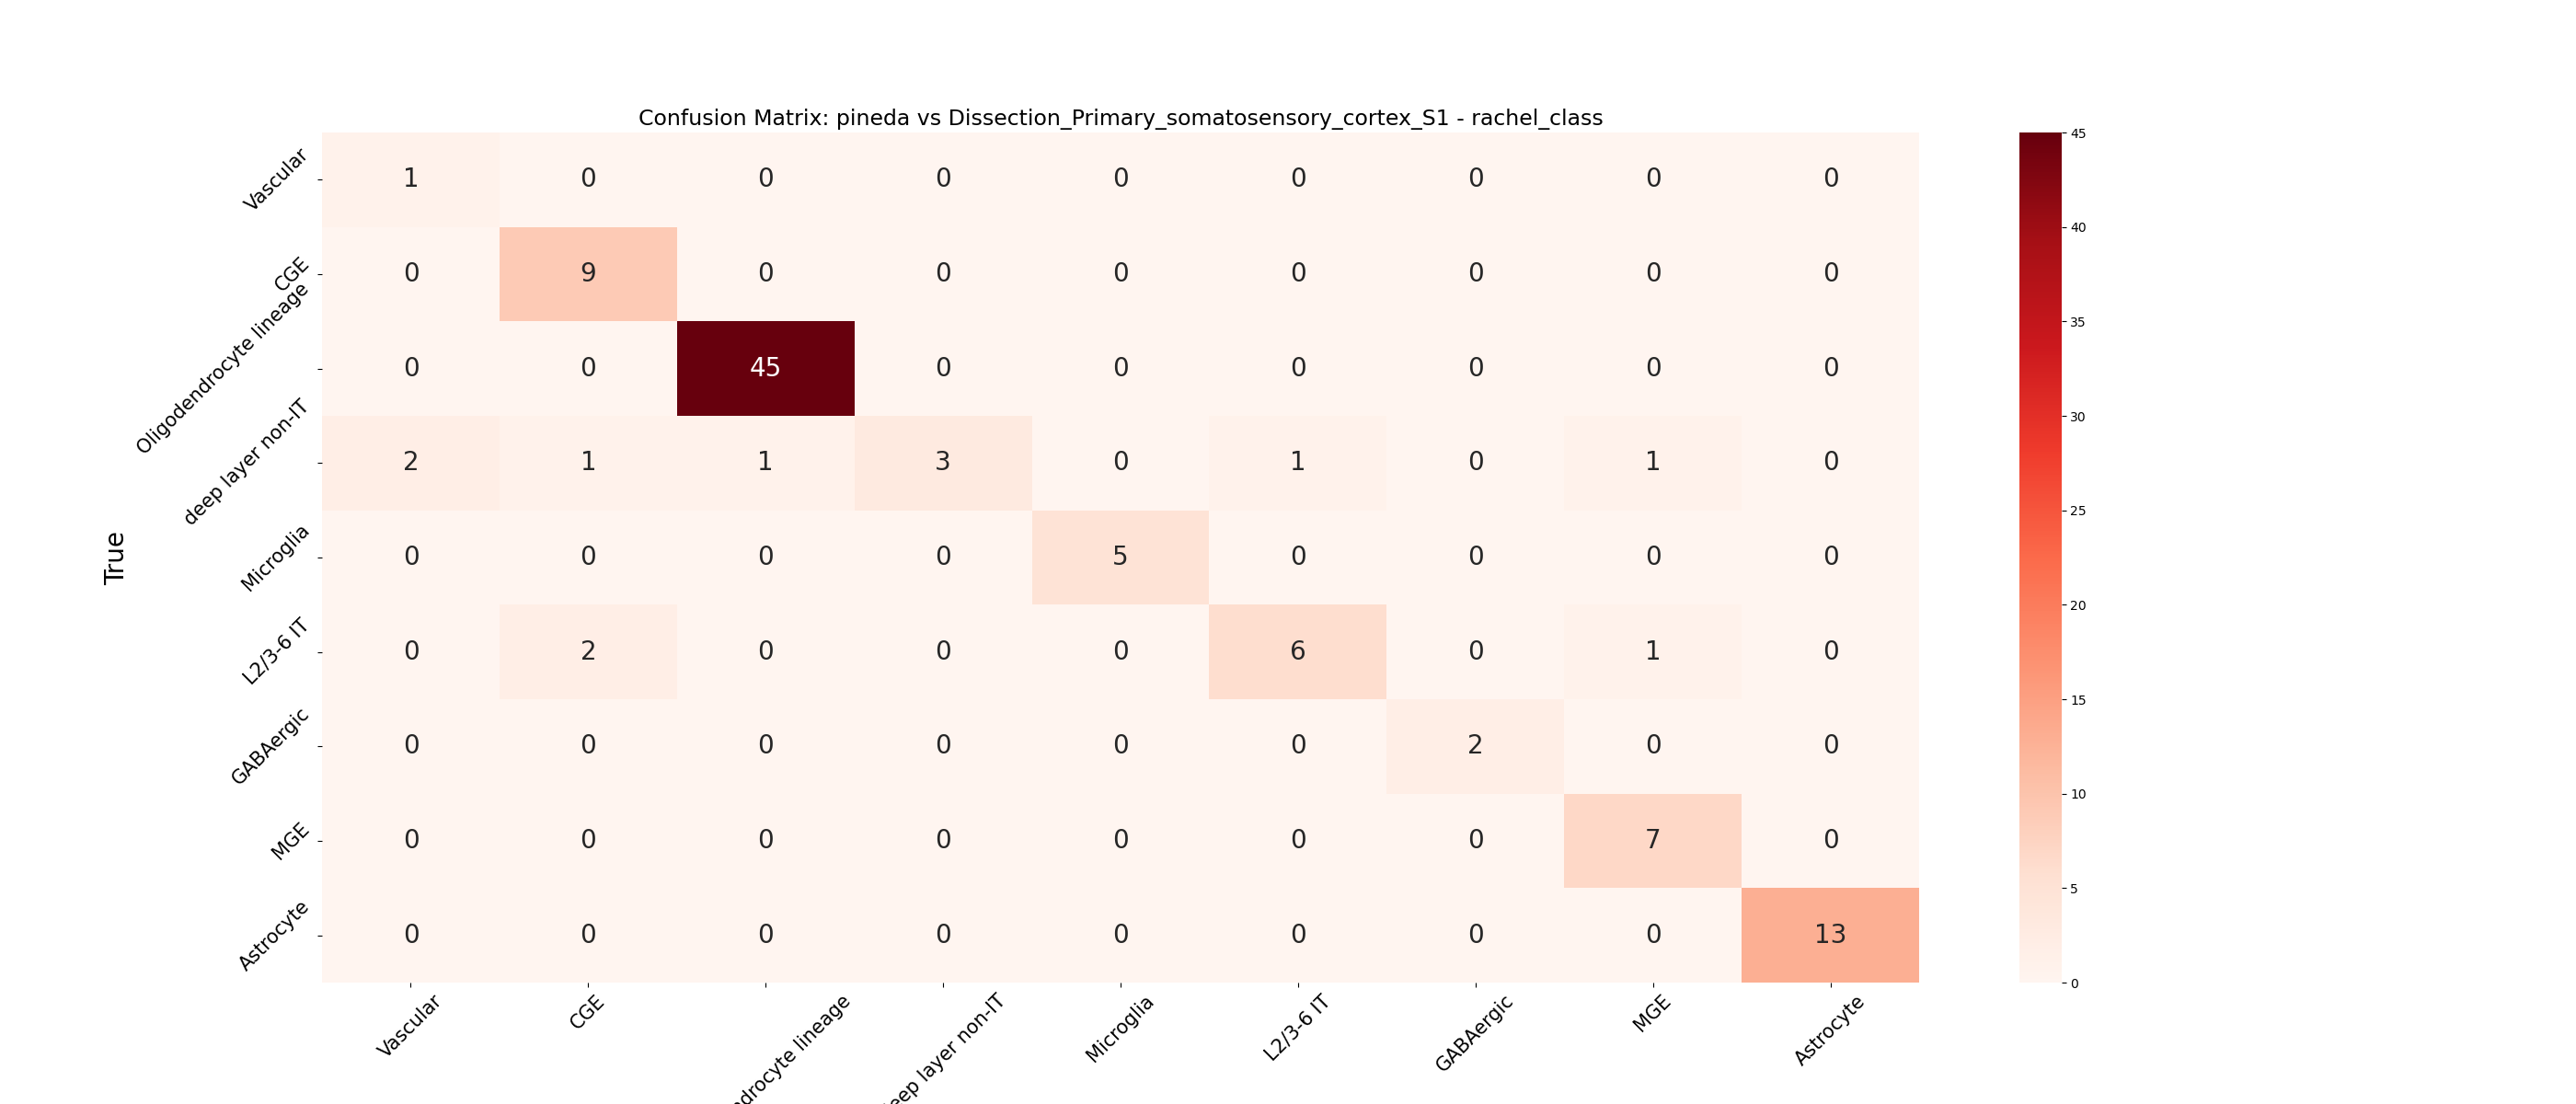 Confusion Matrix: pineda vs Dissection_Primary_somatosensory_cortex_S1 - rachel_class
True
Vascular 1 0 0 0 0 0 0 0 0
CGE 0 9 0 0 0 0 0 0 0
Oligodendrocyte lineage 0 0 45 0 0 0 0 0 0
deep layer non-IT 2 1 1 3 0 1 0 1 0
Microglia 0 0 0 0 5 0 0 0 0
L2/3-6 IT 0 2 0 0 0 6 0 1 0
GABAergic 0 0 0 0 0 0 2 0 0
MGE 0 0 0 0 0 0 0 7 0
Astrocyte 0 0 0 0 0 0 0 0 13
Vascular CGE ndrocyte lineage eep layer non-IT Microglia L2/3-6 IT GABAergic MGE Astrocyte
45
40
35
30
25
20
15
10
5
0